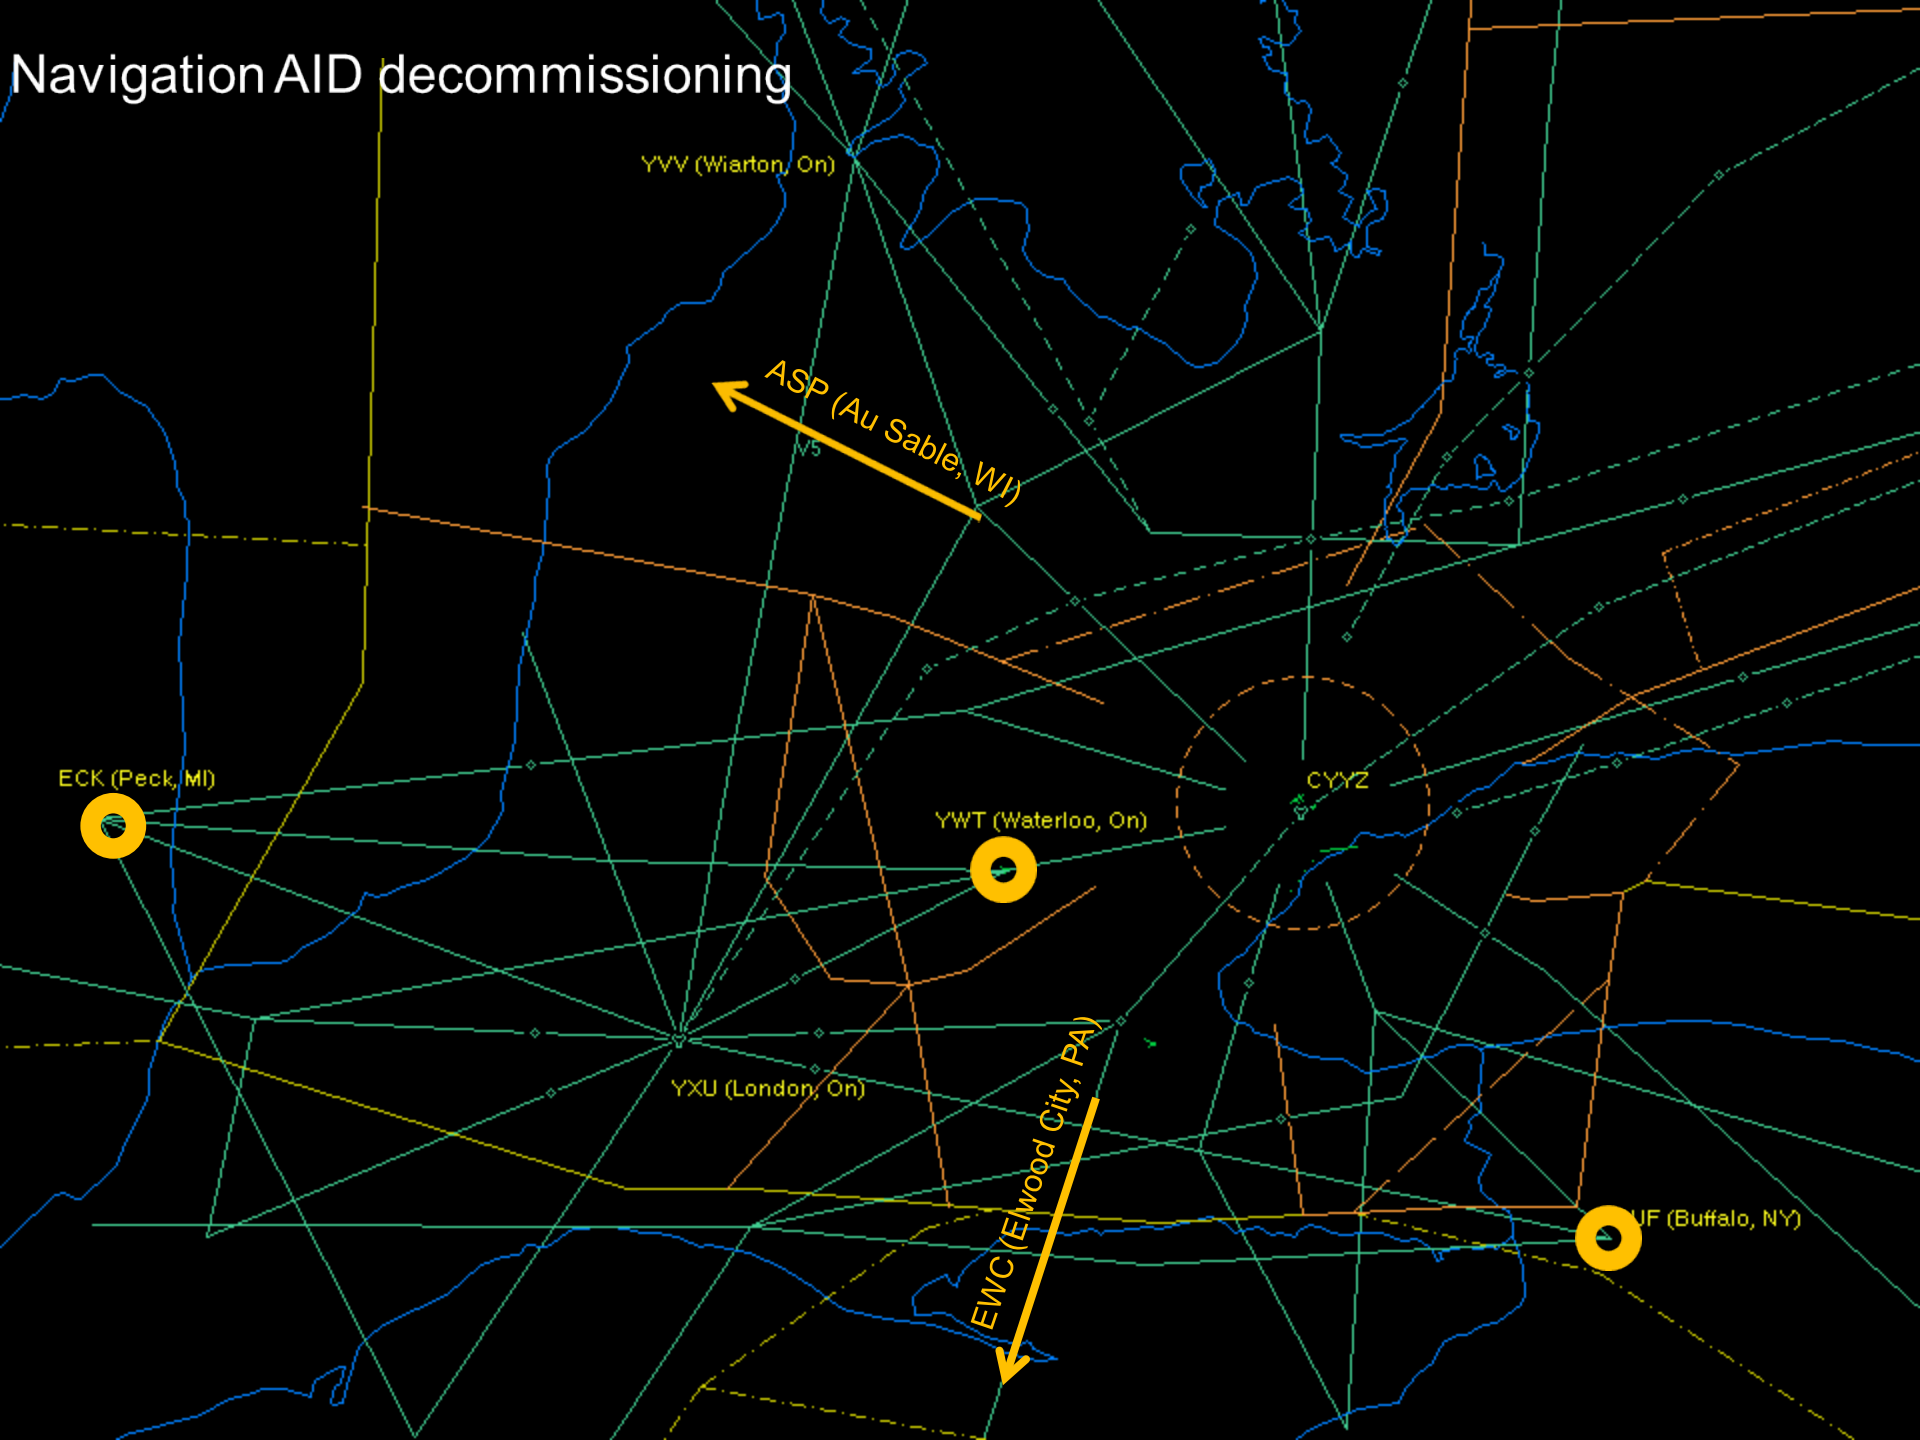 Navigation AID decommissioning
YVV (Wiarton, On)
ASP (Au Sable, WI)
V5
ECK (Peck, MI)
CYYZ
YWT (Waterloo, On)
YXU (London, On)
EWC (Elwood City, PA)
UF (Buffalo, NY)